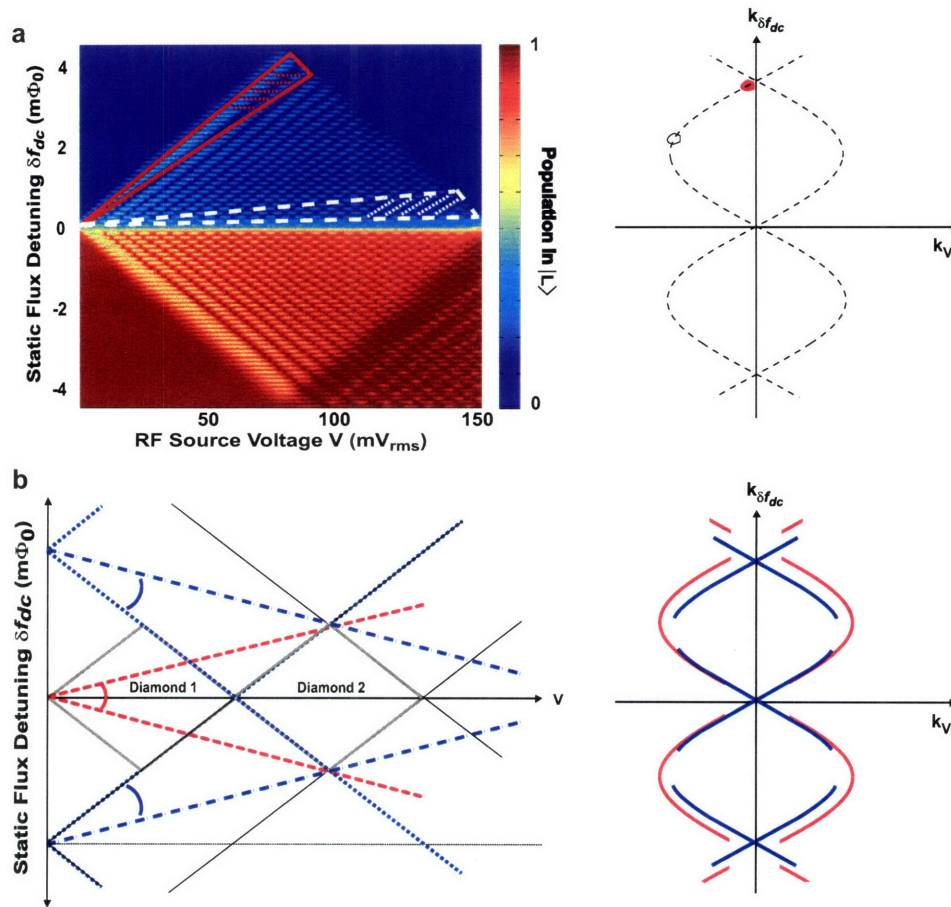 a
Static Flux Detuning δf_dc (mΦ0)
4
2
0
-2
-4
50
100
150
RF Source Voltage V (mV_rms)
1
0
Population in |L⟩
k_δf_dc
k_V
b
Static Flux Detuning δf_dc (mΦ0)
Diamond 1
Diamond 2
V
k_δf_dc
k_V